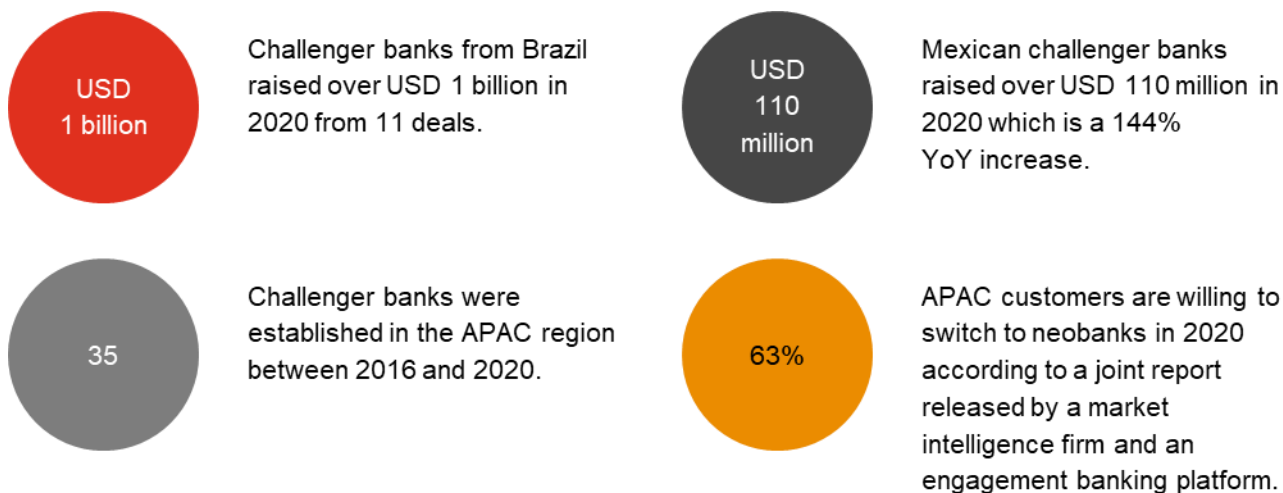 USD
1 billion
Challenger banks from Brazil
raised over USD 1 billion in
2020 from 11 deals.
USD
110
million
Mexican challenger banks
raised over USD 110 million in
2020 which is a 144%
YoY increase.
35
Challenger banks were
established in the APAC region
between 2016 and 2020.
63%
APAC customers are willing to
switch to neobanks in 2020
according to a joint report
released by a market
intelligence firm and an
engagement banking platform.